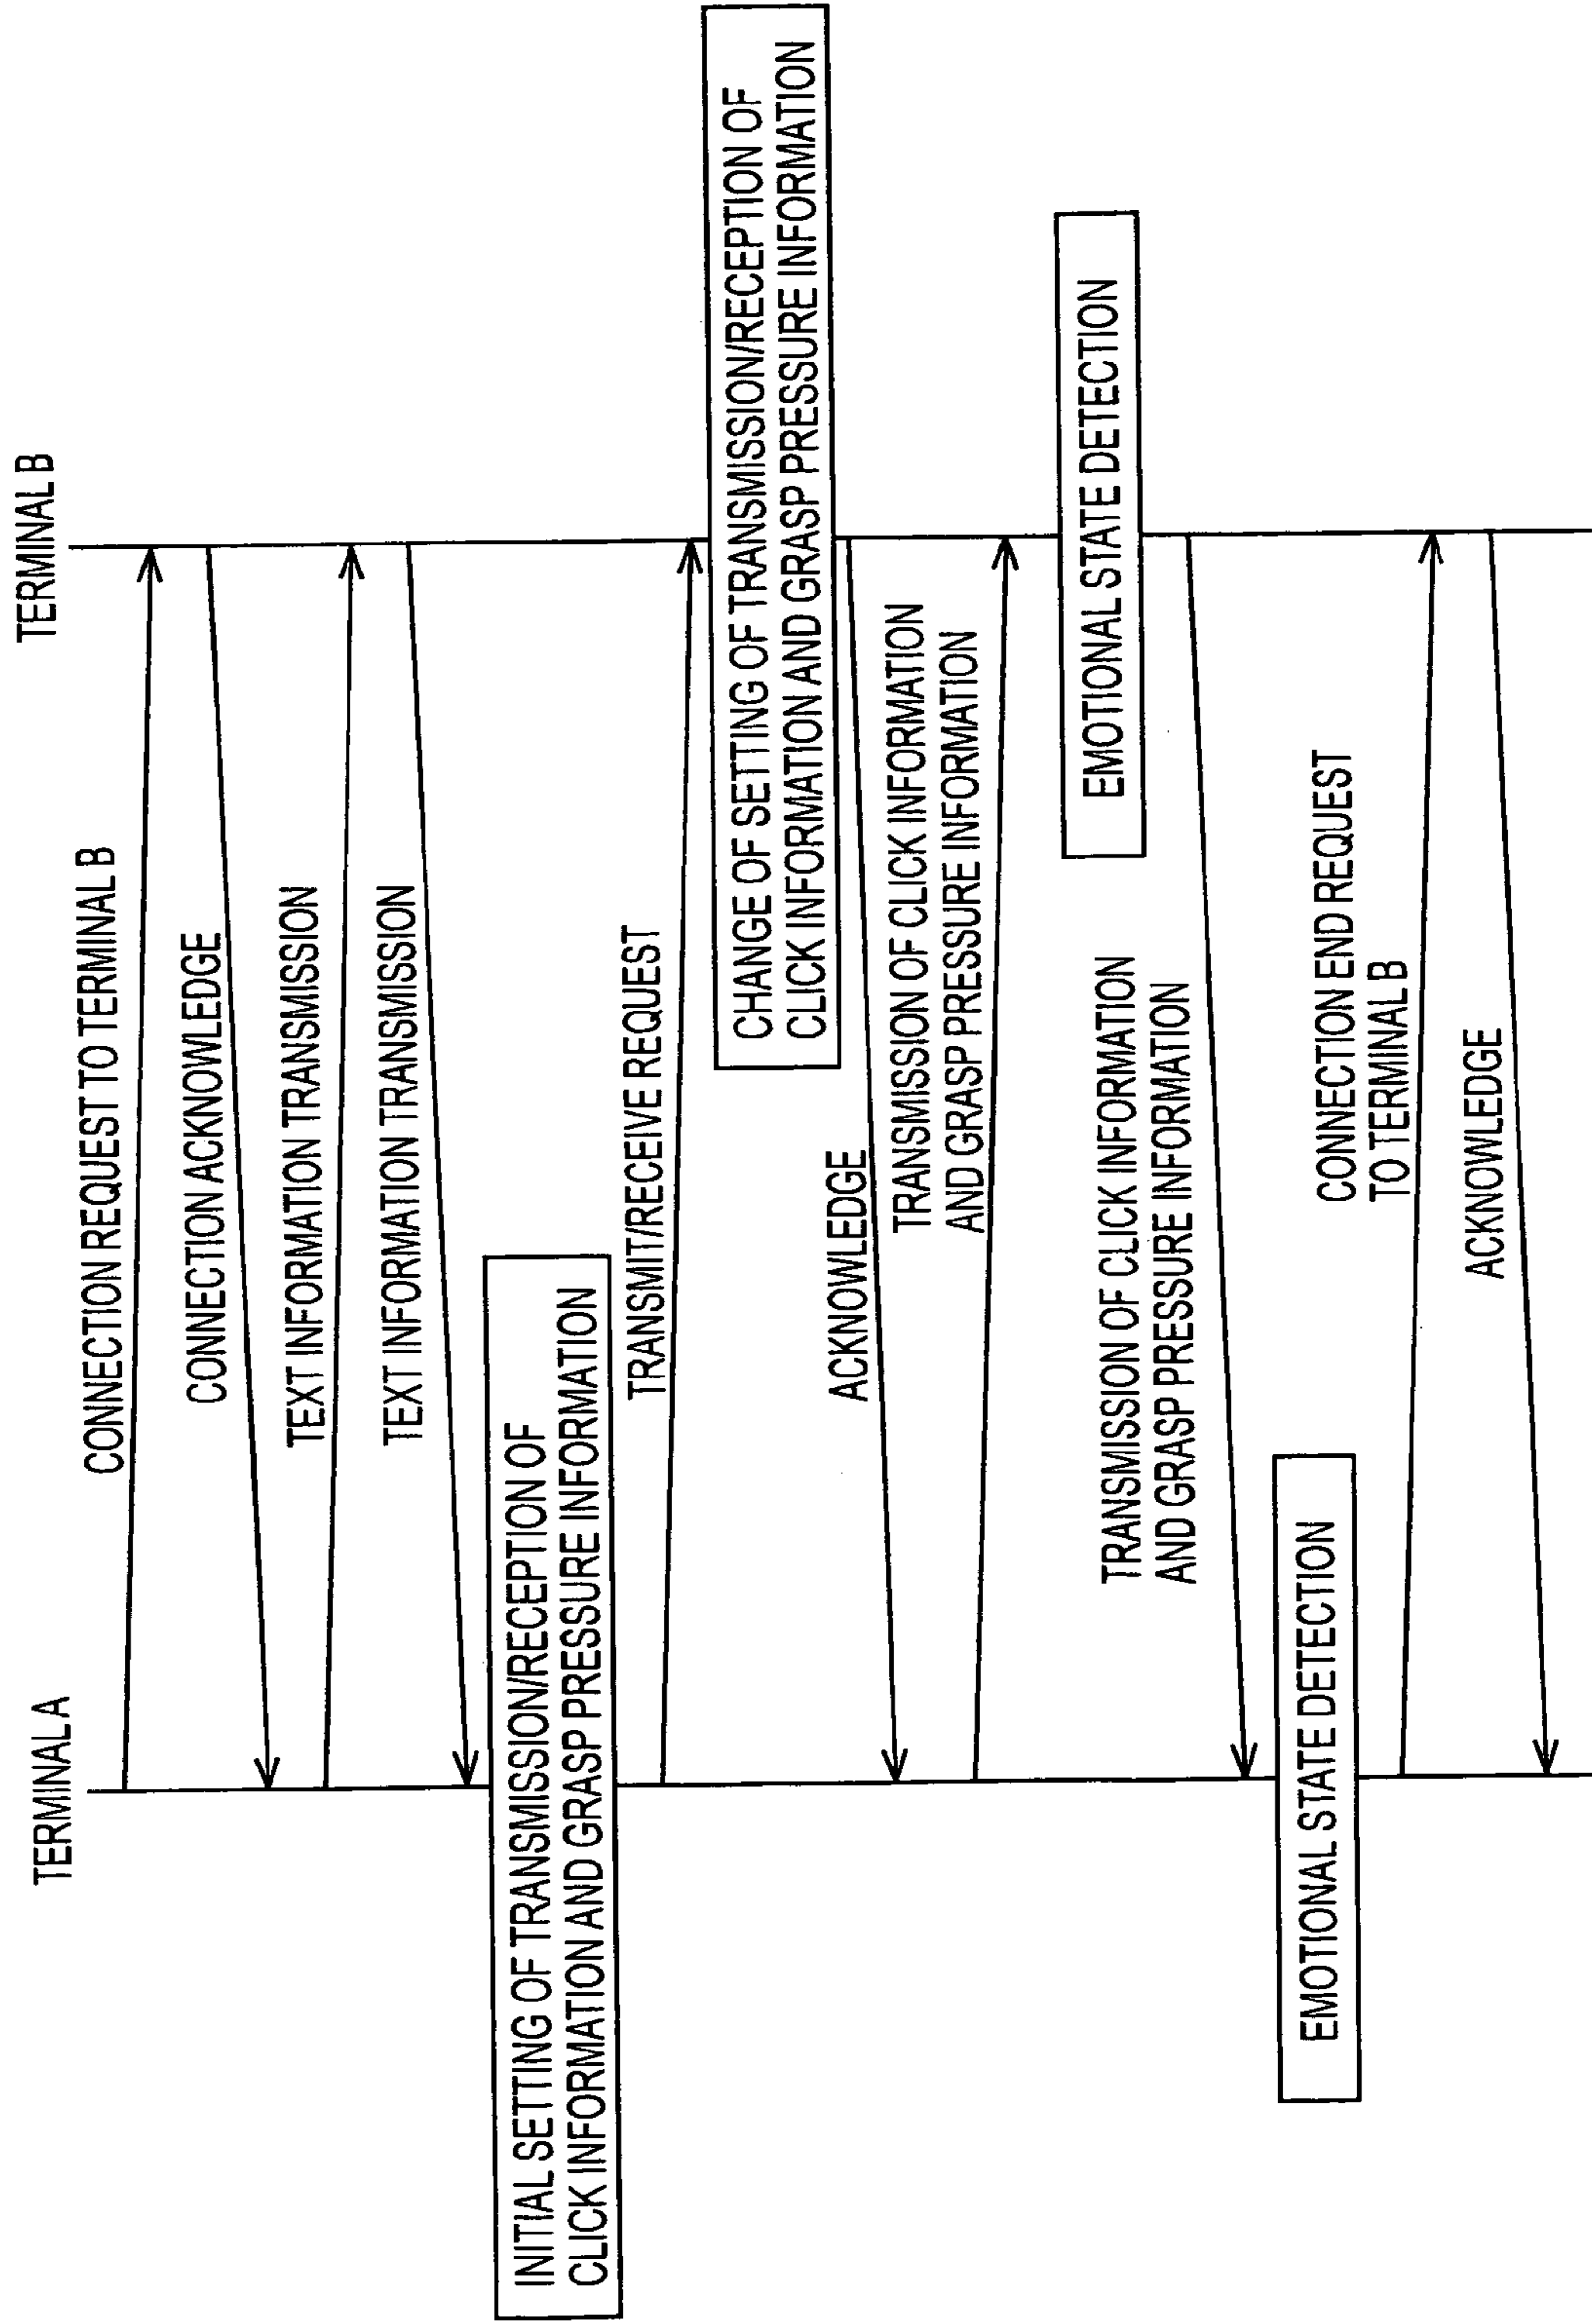 TERMINAL A
TERMINAL B
CONNECTION REQUEST TO TERMINAL B
CONNECTION ACKNOWLEDGE
TEXT INFORMATION TRANSMISSION
TEXT INFORMATION TRANSMISSION
INITIAL SETTING OF TRANSMISSION/RECEPTION OF
CLICK INFORMATION AND GRASP PRESSURE INFORMATION
TRANSMIT/RECEIVE REQUEST
CHANGE OF SETTING OF TRANSMISSION/RECEPTION OF
CLICK INFORMATION AND GRASP PRESSURE INFORMATION
ACKNOWLEDGE
TRANSMISSION OF CLICK INFORMATION
AND GRASP PRESSURE INFORMATION
EMOTIONAL STATE DETECTION
TRANSMISSION OF CLICK INFORMATION
AND GRASP PRESSURE INFORMATION
EMOTIONAL STATE DETECTION
CONNECTION END REQUEST
TO TERMINAL B
ACKNOWLEDGE